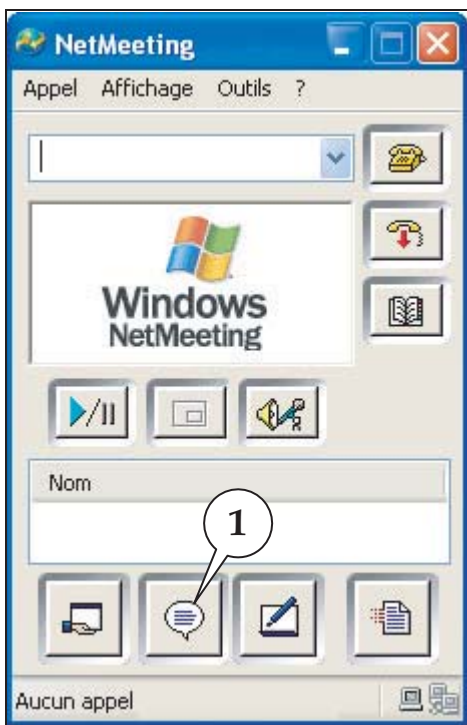 NetMeeting
Appel Affichage Outils ?
Windows
NetMeeting
Nom
1
Aucun appel